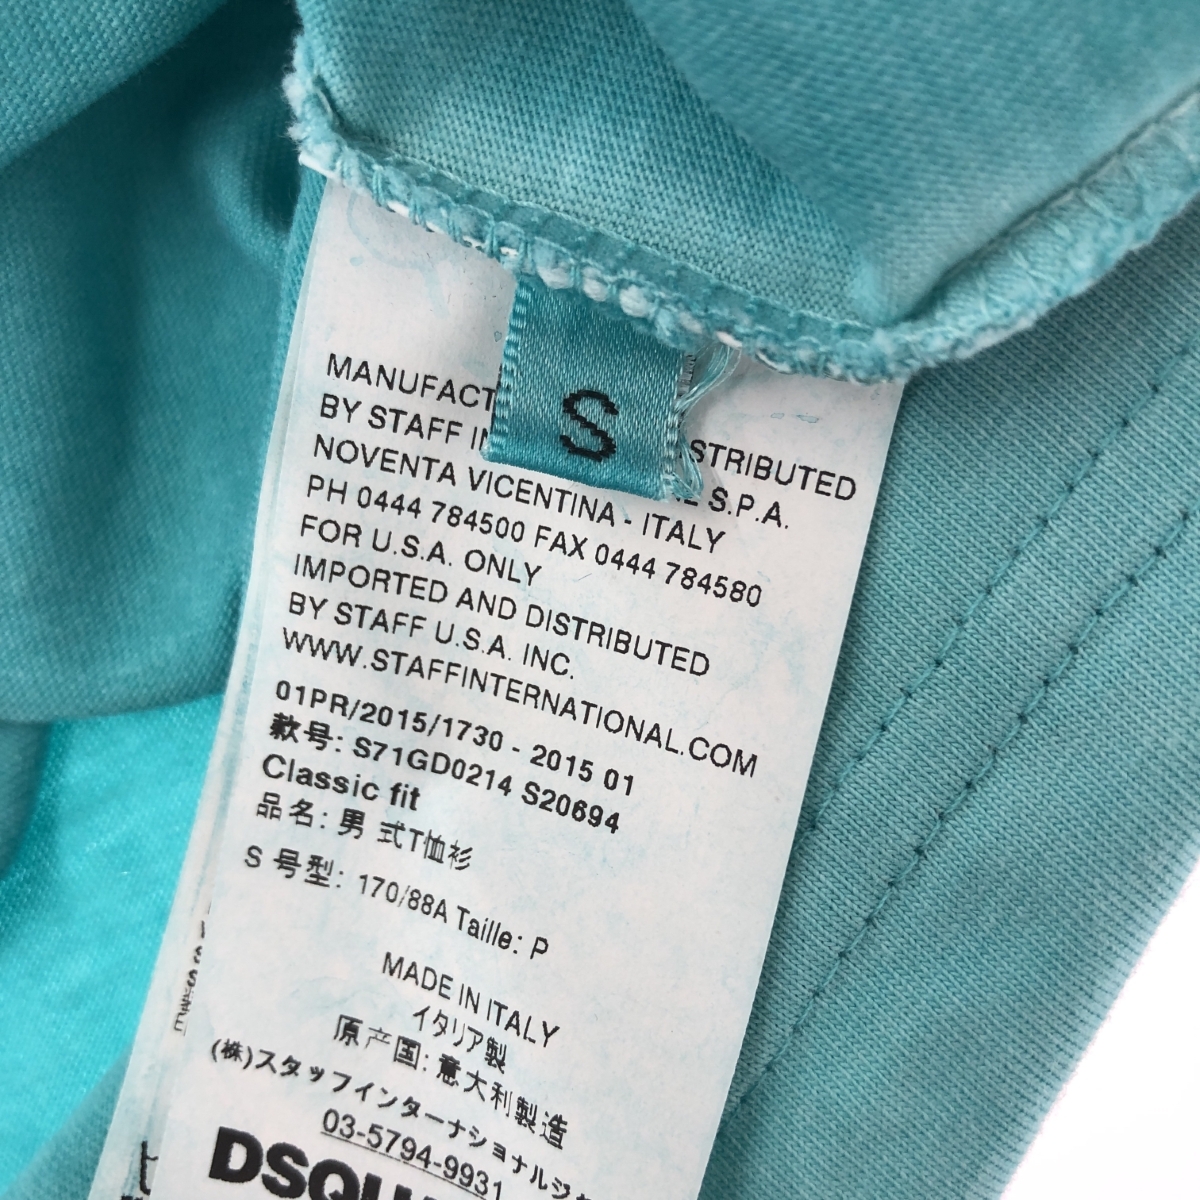 S
MANUFACT STRIBUTED
BY STAFF IN S.P.A.
NOVENTA VICENTINA - ITALY
PH 0444 784500 FAX 0444 784580
FOR U.S.A. ONLY
IMPORTED AND DISTRIBUTED
BY STAFF U.S.A. INC.
WWW.STAFFINTERNATIONAL.COM
01PR/2015/1730 - 2015 01
款号: S71GD0214 S20694
Classic fit
品名: 男 式T恤衫
S 号型: 170/88A Taille: P
MADE IN ITALY
イタリア製
原产国: 意大利製造
(株)スタッフインターナショナルジャ
03-5794-9931
DSQU